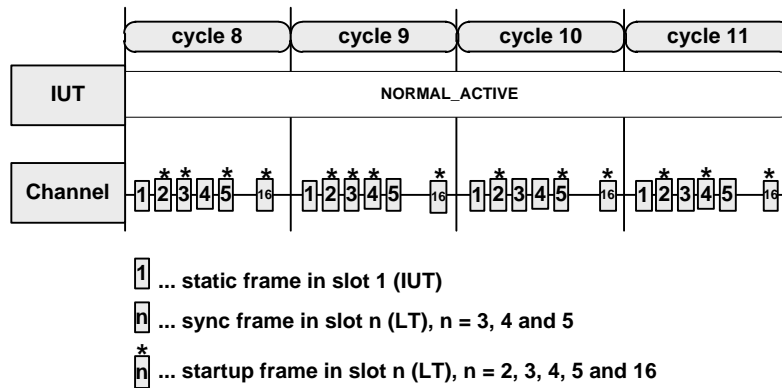 cycle 8 cycle 9 cycle 10 cycle 11
IUT NORMAL_ACTIVE
* * * * * * * * * * * * * * *
Channel 1 2 3 4 5 16 1 2 3 4 5 16 1 2 3 4 5 16 1 2 3 4 5 16
1 ... static frame in slot 1 (IUT)
n ... sync frame in slot n (LT), n = 3, 4 and 5
*
n ... startup frame in slot n (LT), n = 2, 3, 4, 5 and 16